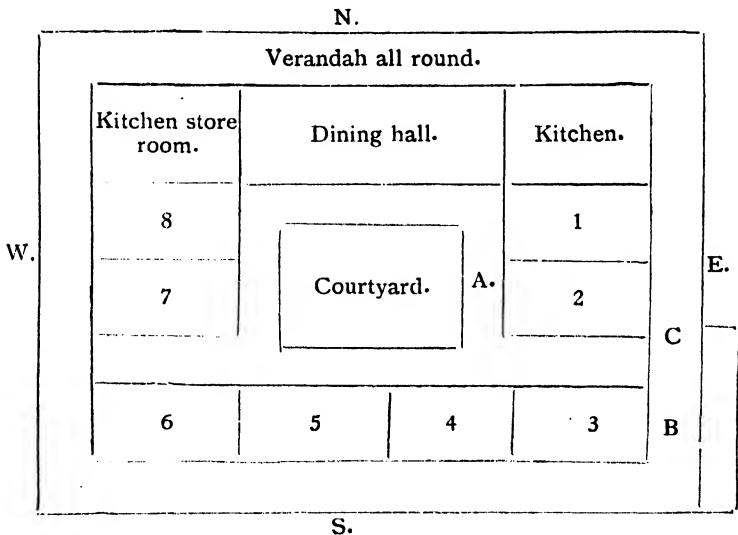 N.
Verandah all round.
Kitchen store room.
Dining hall.
Kitchen.
8
1
W.
7
Courtyard.
A.
2
E.
C
6
5
4
3
B
S.